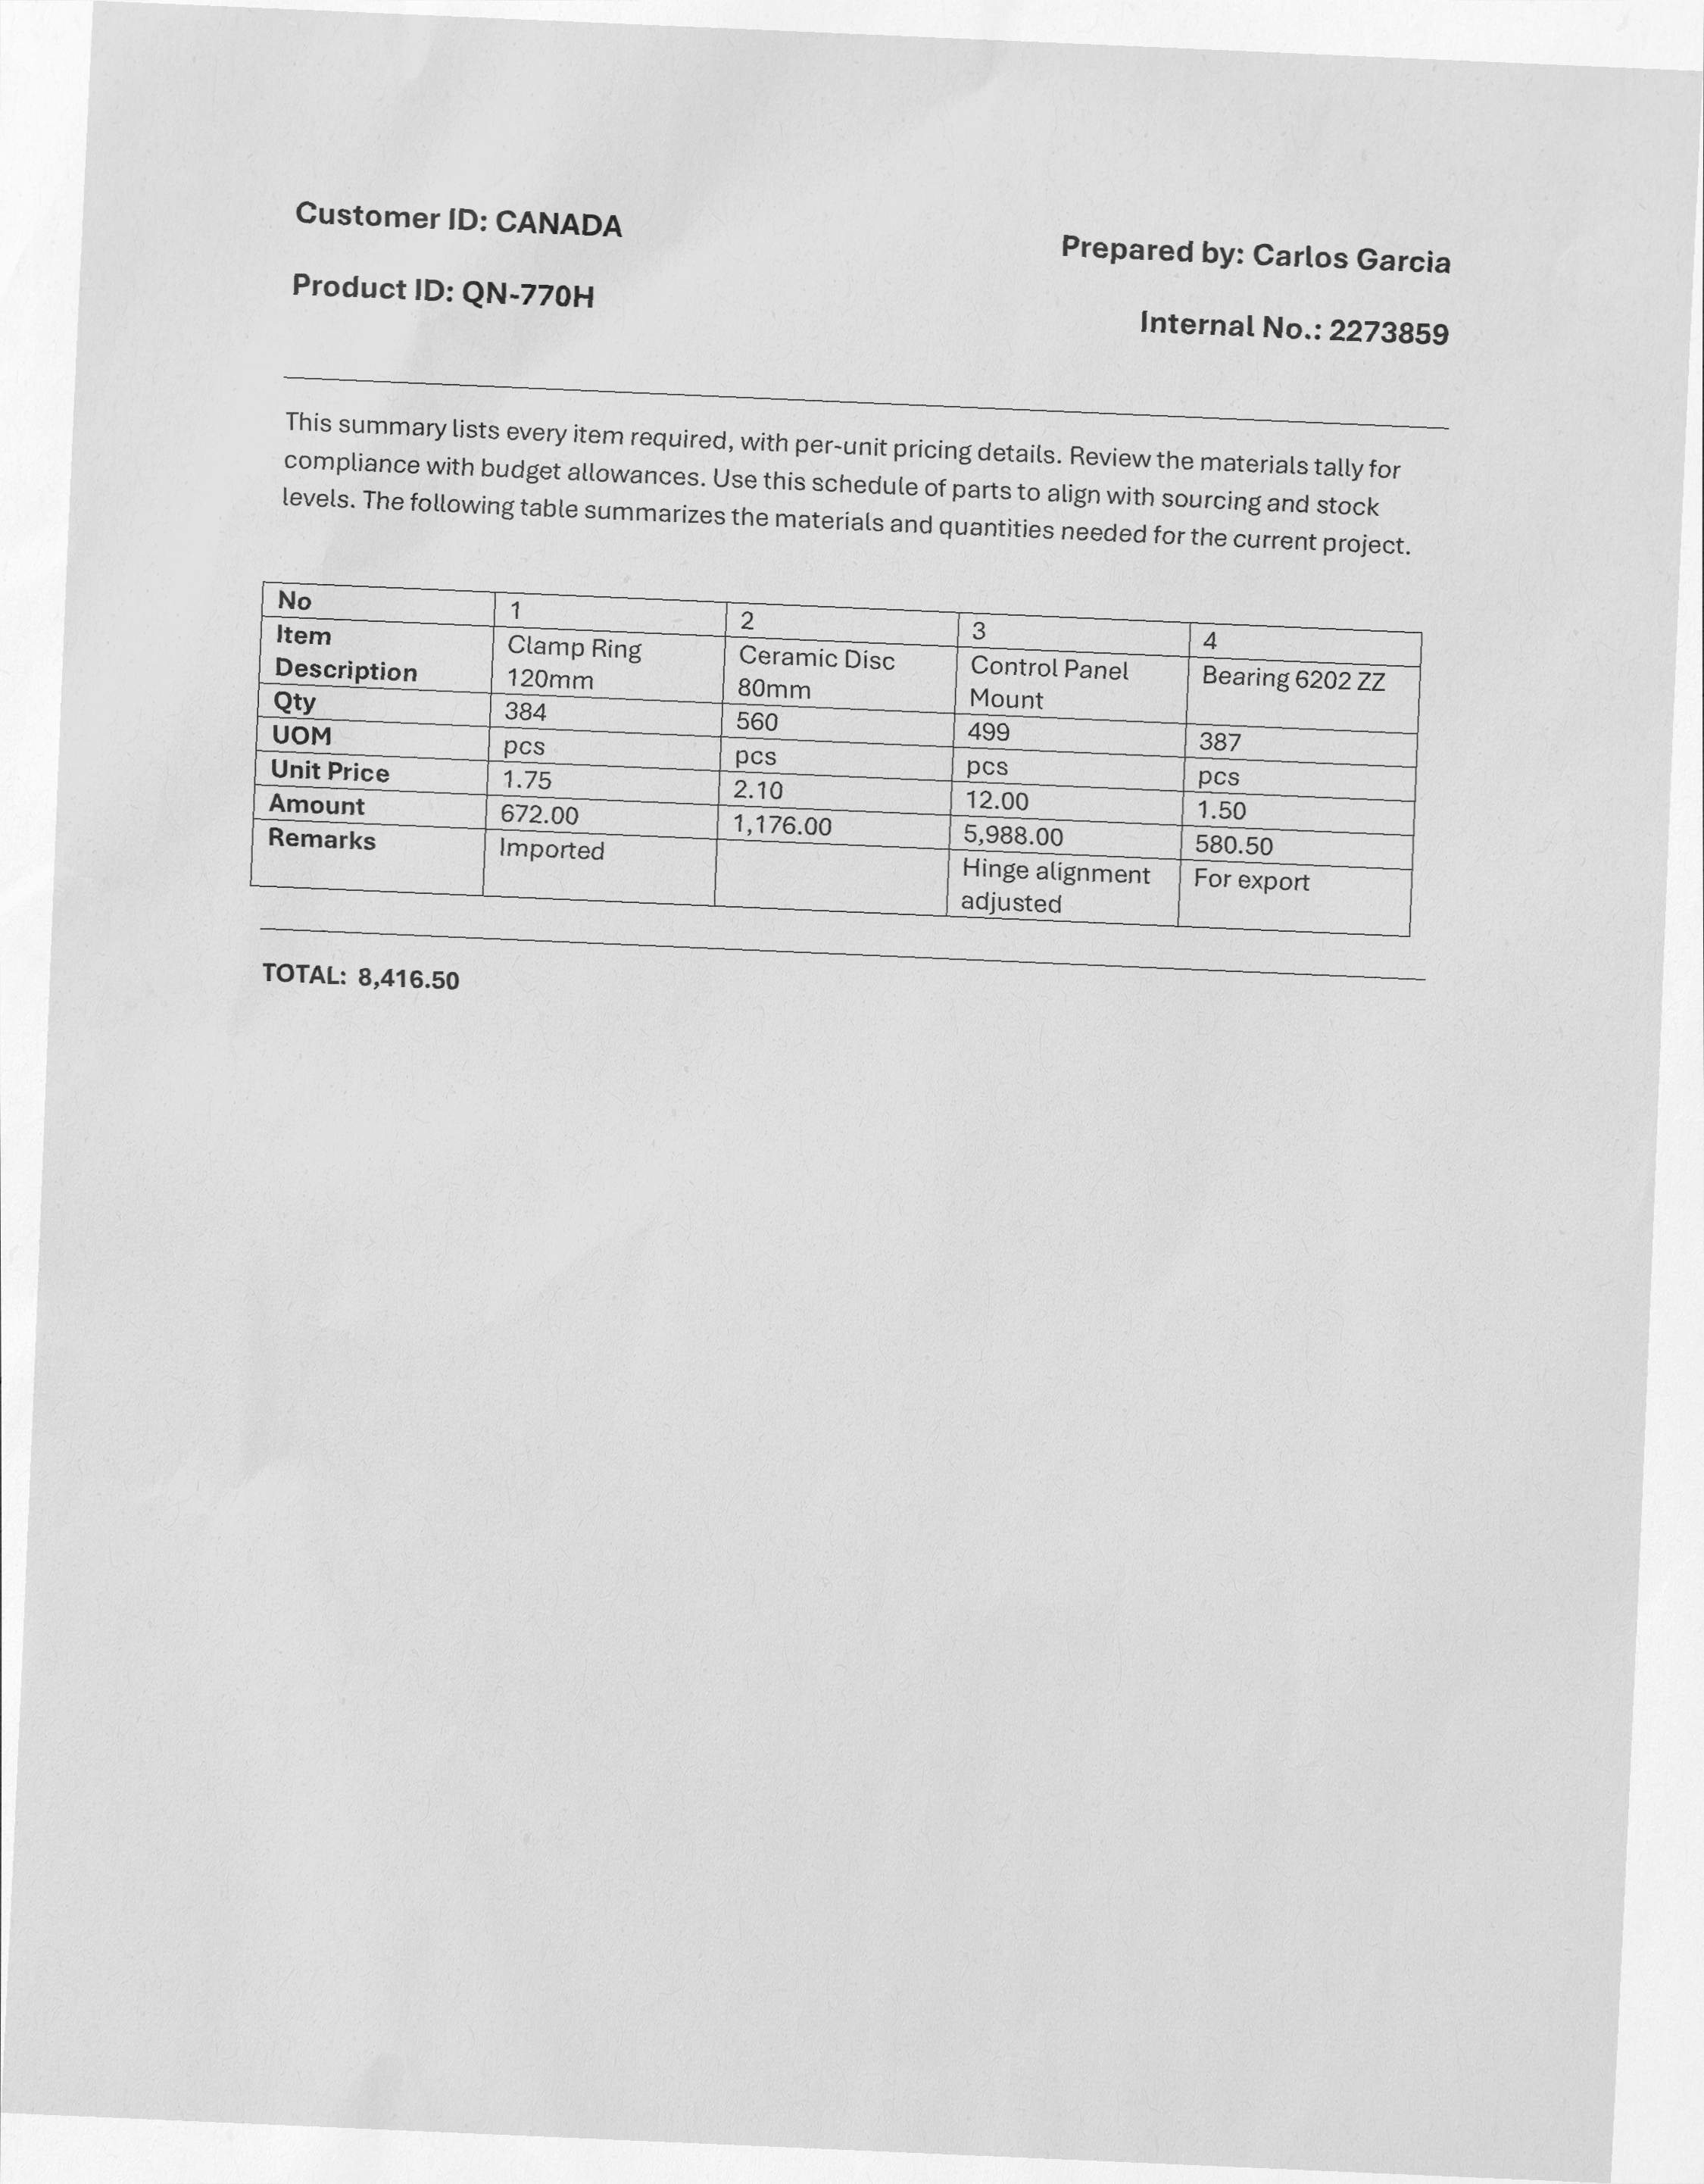 Customer ID: CANADA
Prepared by: Carlos Garcia
Product ID: QN-770H
Internal No.: 2273859
This summary lists every item required, with per-unit pricing details. Review the materials tally for
compliance with budget allowances. Use this schedule of parts to align with sourcing and stock
levels. The following table summarizes the materials and quantities needed for the current project.
No 1 2 3 4
Item Clamp Ring Ceramic Disc Control Panel Bearing 6202 ZZ
Description 120mm 80mm Mount
Qty 384 560 499 387
UOM pcs pcs pcs pcs
Unit Price 1.75 2.10 12.00 1.50
Amount 672.00 1,176.00 5,988.00 580.50
Remarks Imported Hinge alignment For export
adjusted
TOTAL: 8,416.50